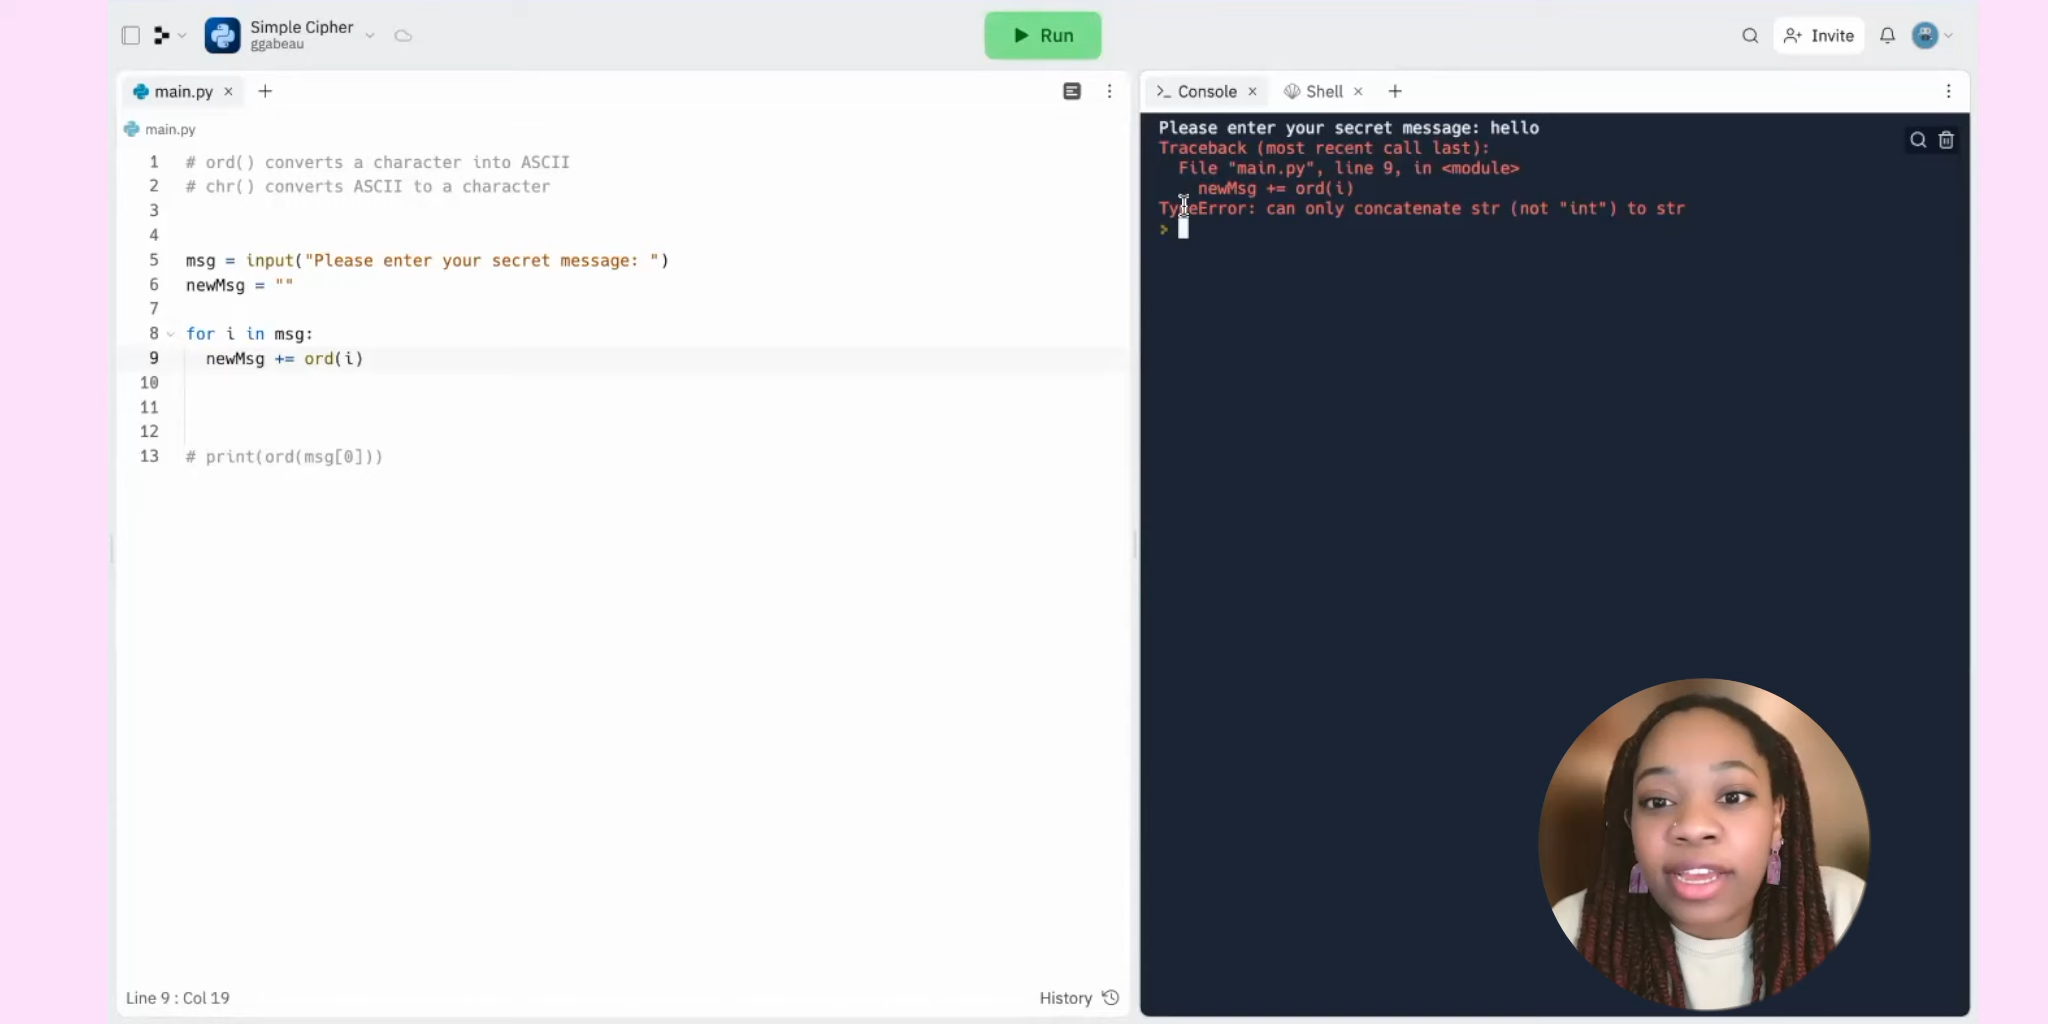 Simple Cipher
ggabeau
Run
Invite
main.py
Console
Shell
main.py
1 # ord() converts a character into ASCII
2 # chr() converts ASCII to a character
3
4
5 msg = input("Please enter your secret message: ")
6 newMsg = ""
7
8 for i in msg:
9 newMsg += ord(i)
10
11
12
13 # print(ord(msg[0]))
Line 9 : Col 19
History
Please enter your secret message: hello
Traceback (most recent call last):
File "main.py", line 9, in <module>
newMsg += ord(i)
TypeError: can only concatenate str (not "int") to str
>